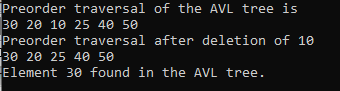 Preorder traversal of the AVL tree is
30 20 10 25 40 50
Preorder traversal after deletion of 10
30 20 25 40 50
Element 30 found in the AVL tree.